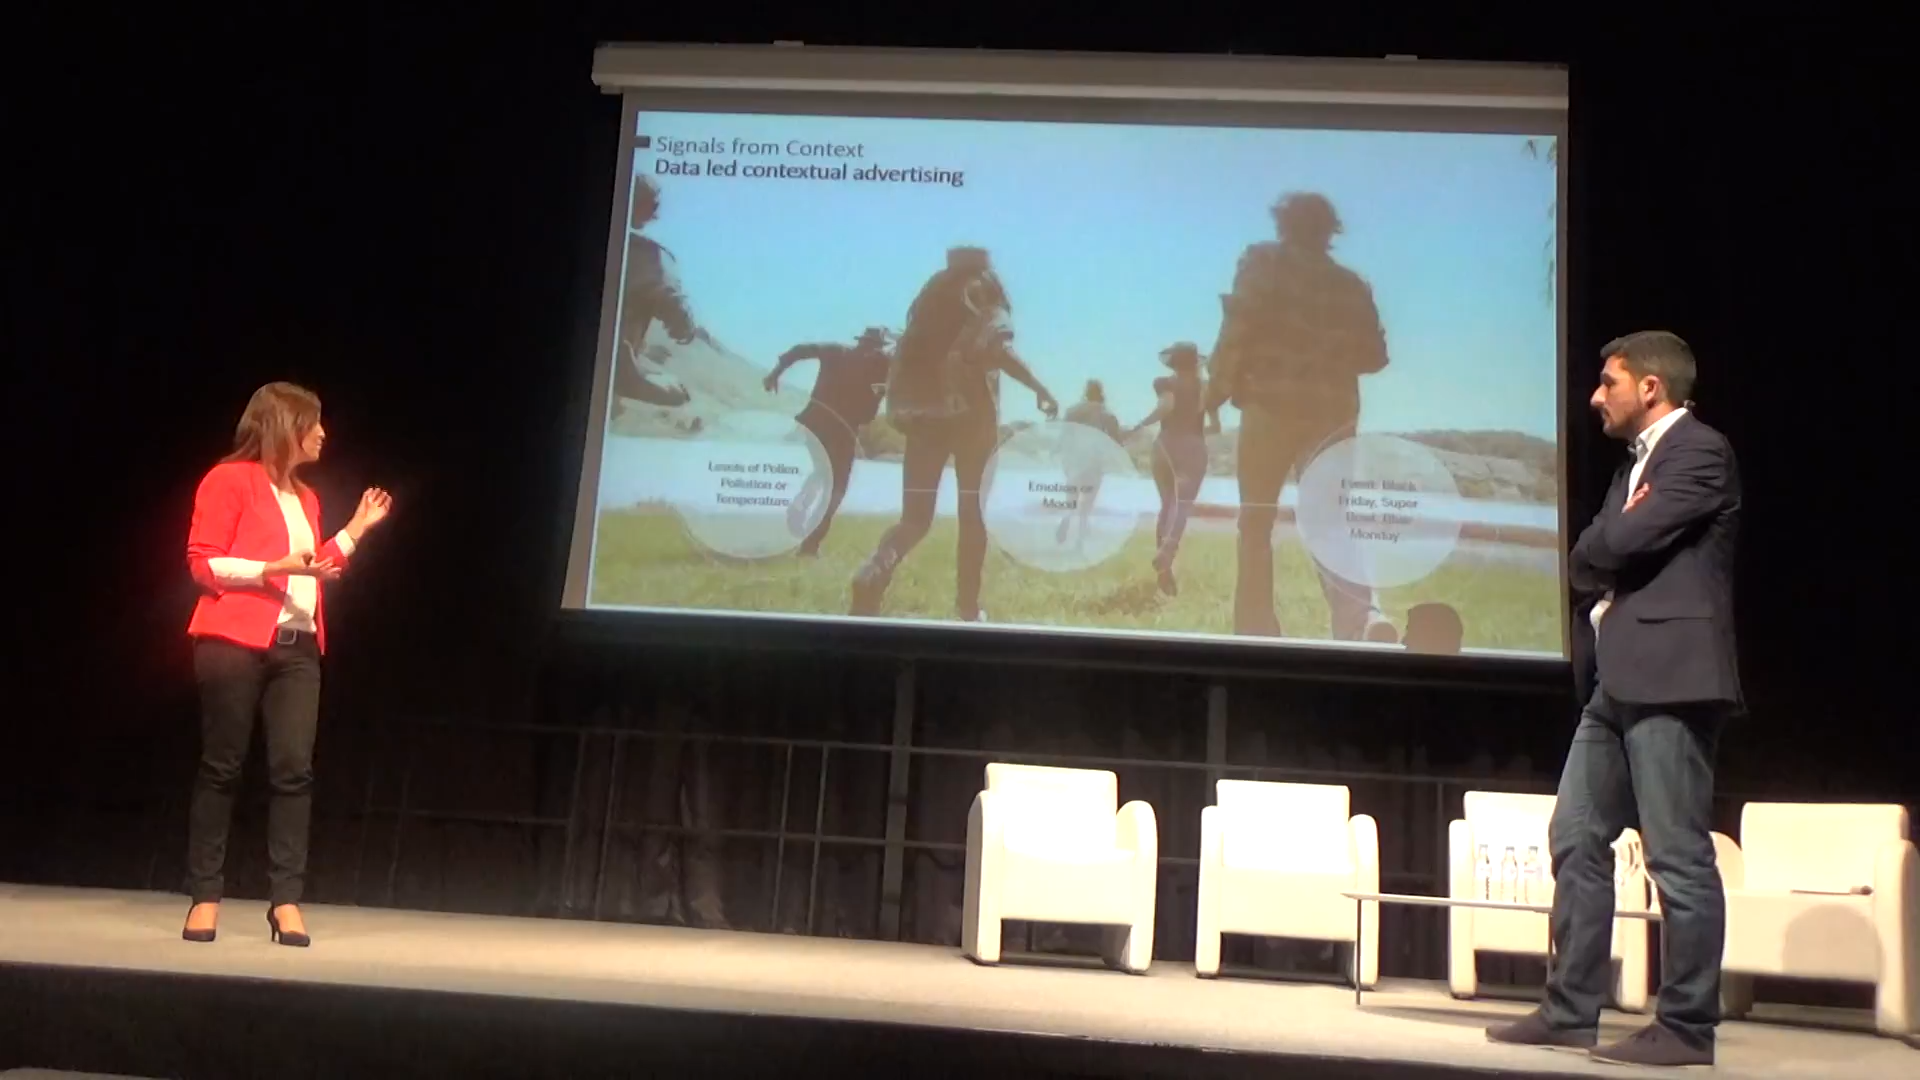 Signals from Context
Data led contextual advertising
Levels of Pollen
Pollution or
Temperature
Emotion or
Mood
Event: Black
Friday, Super
Bowl, Blue
Monday